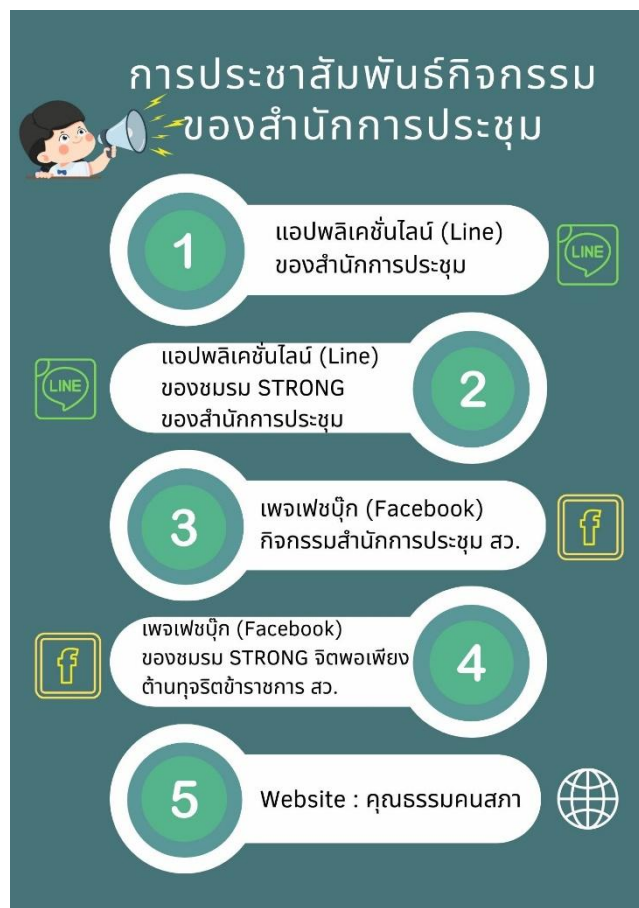 การประชาสัมพันธ์กิจกรรม
ของสำนักการประชุม
1
แอปพลิเคชั่นไลน์ (Line)
ของสำนักการประชุม
LINE
LINE
แอปพลิเคชั่นไลน์ (Line)
ของชมรม STRONG
ของสำนักการประชุม
2
3
เพจเฟซบุ๊ก (Facebook)
กิจกรรมสำนักการประชุม สว.
f
f
เพจเฟซบุ๊ก (Facebook)
ของชมรม STRONG จิตพอเพียง
ต้านทุจริตข้าราชการ สว.
4
5
Website : คุณธรรมคนสภา